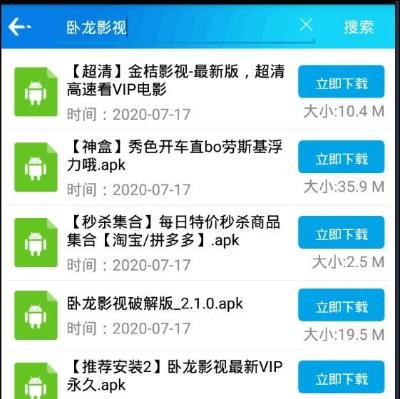 卧龙影视
搜索
【超清】金桔影视-最新版，超清
高速看VIP电影
时间：2020-07-17
立即下载
大小:10.4 M
【神盒】秀色开车直bo劳斯基浮
力哦.apk
时间：2020-07-17
立即下载
大小:35.9 M
【秒杀集合】每日特价秒杀商品
集合【淘宝/拼多多】.apk
时间：2020-07-17
立即下载
大小:2.5 M
卧龙影视破解版_2.1.0.apk
时间：2020-07-17
立即下载
大小:19.5 M
【推荐安装2】卧龙影视最新VIP
永久.apk
立即下载